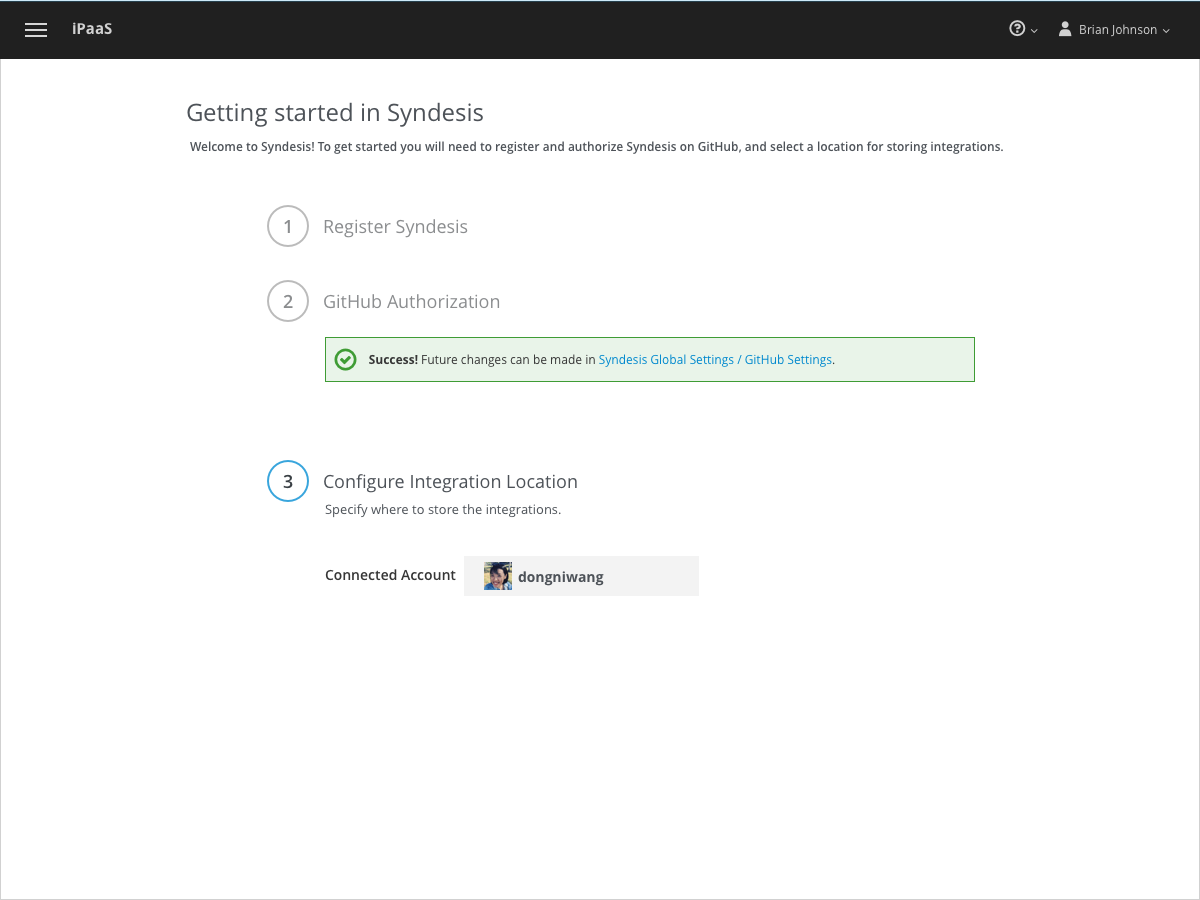 iPaaS
Brian Johnson
Getting started in Syndesis
Welcome to Syndesis! To get started you will need to register and authorize Syndesis on GitHub, and select a location for storing integrations.
1 Register Syndesis
2 GitHub Authorization
Success! Future changes can be made in Syndesis Global Settings / GitHub Settings.
3 Configure Integration Location
Specify where to store the integrations.
Connected Account dongniwang